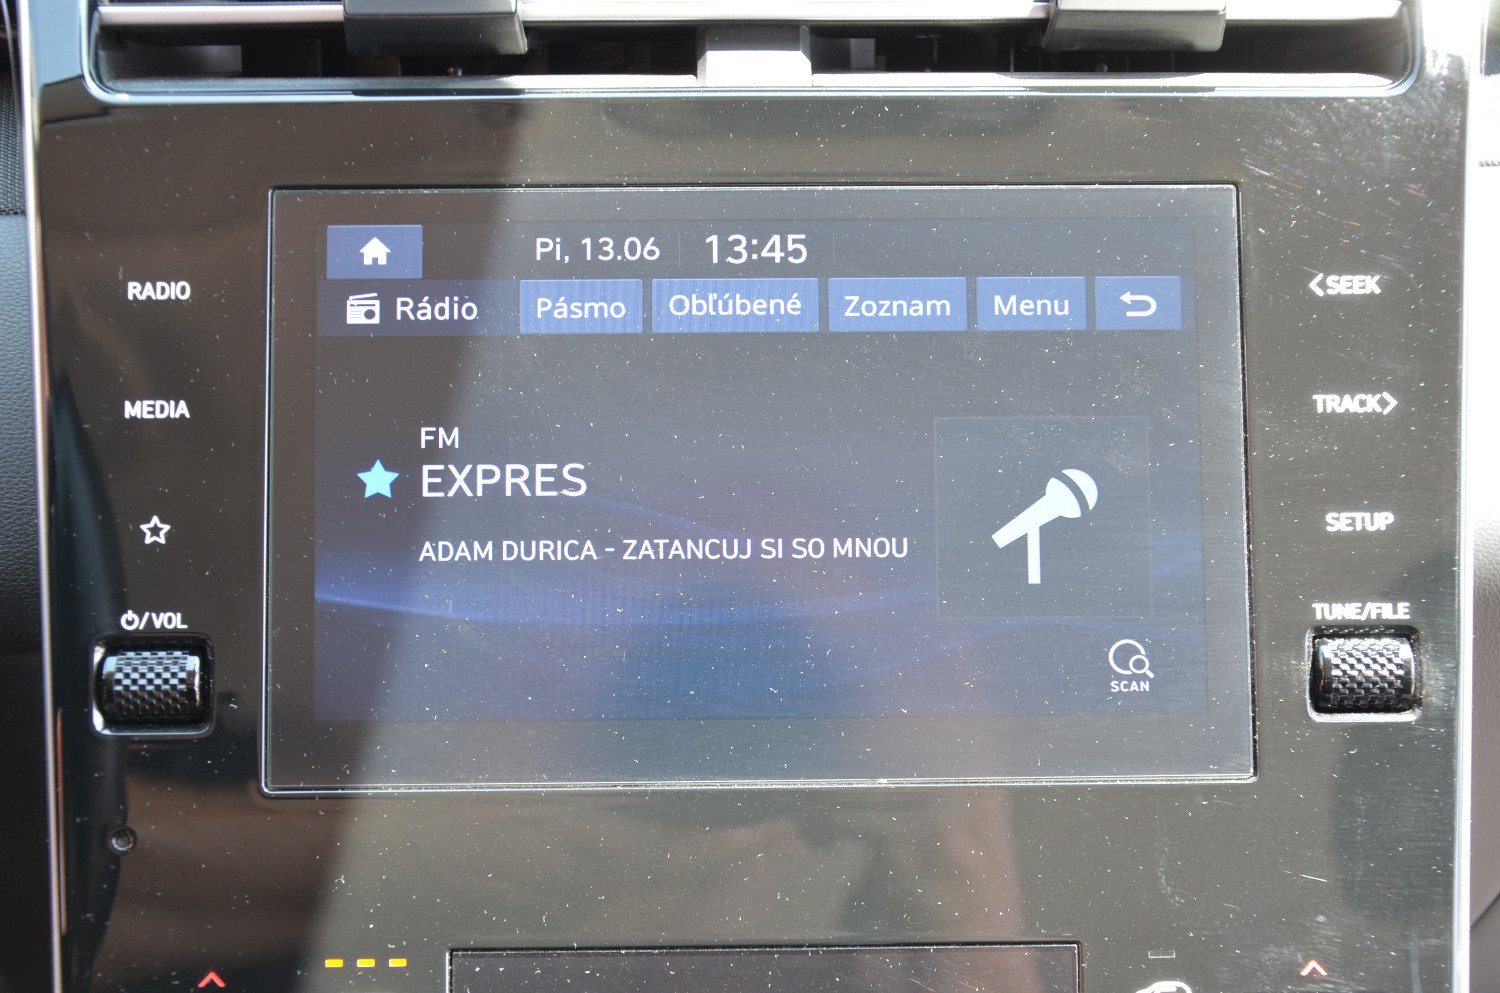 Pi, 13.06 13:45
Rádio Pásmo Obľúbené Zoznam Menu
RADIO
<SEEK
MEDIA
TRACK>
FM
EXPRES
ADAM DURICA - ZATANCUJ SI SO MNOU
SETUP
/VOL
TUNE/FILE
SCAN